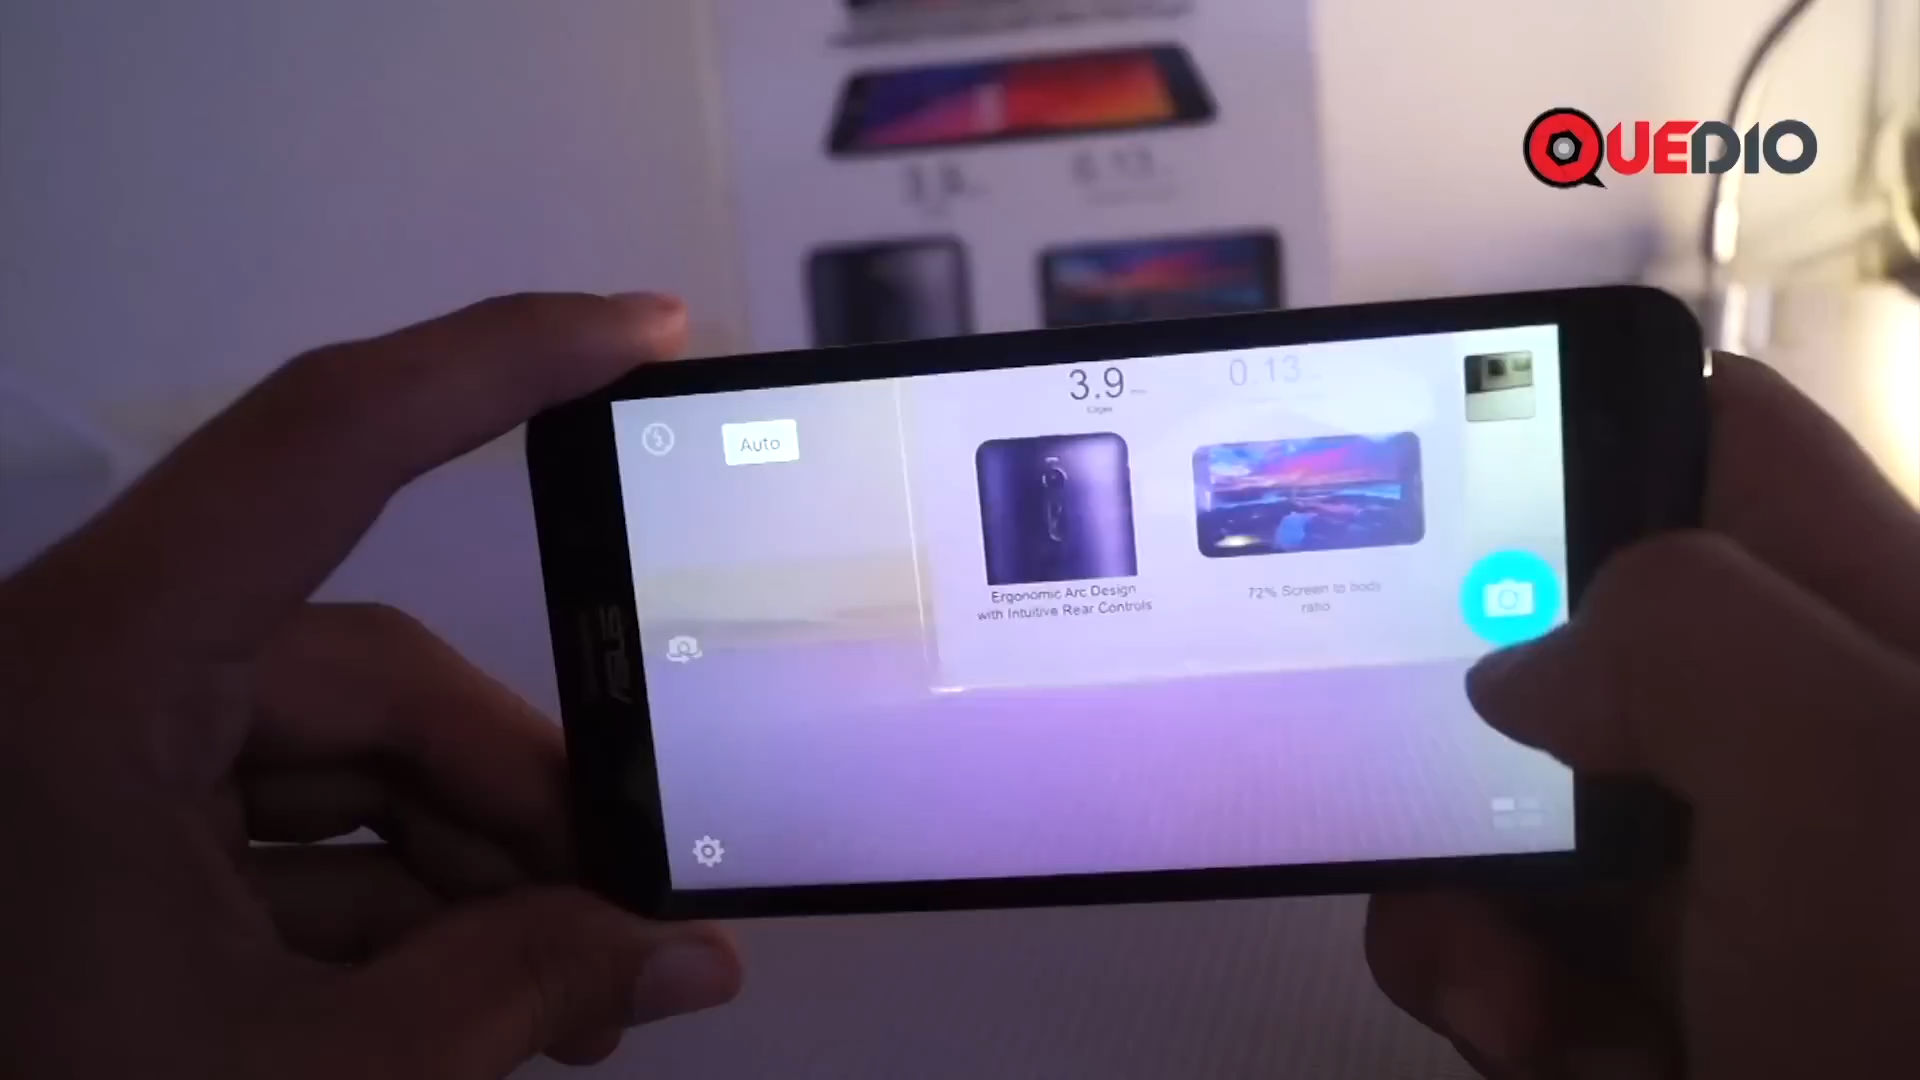 QUEDIO
3.9
0.13
Edges
Auto
Ergonomic Arc Design
with Intuitive Rear Controls
72% Screen to body
ratio
ASUS